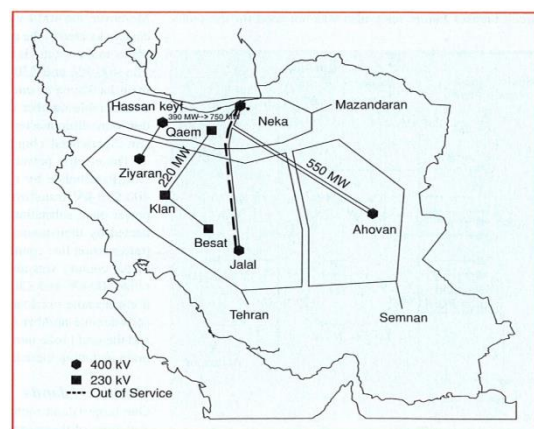 Hassan keyf
390 MW→750 MW
Mazandaran
Qaem
Neka
Ziyaran
220 MW
550 MW
Klan
Ahovan
Besat
Jalal
Tehran
Semnan
400 kV
230 kV
Out of Service